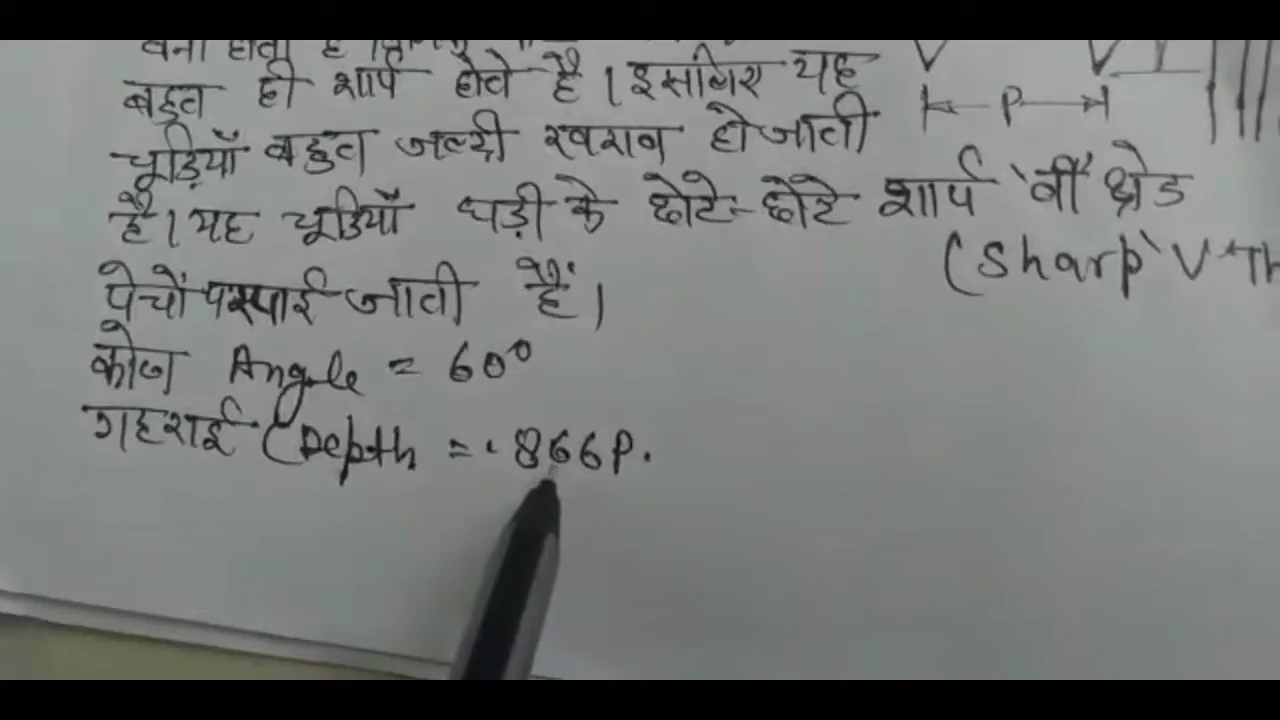 बहुत ही शार्प होते है। इसलिए यह
P
चूड़ियाँ बहुत जल्दी खराब हो जाती
है। यह चूड़ियाँ घड़ी के छोटे-छोटे
शार्प 'वी' थ्रेड
(Sharp 'V' Th
पेचों पर पाई जाती हैं।
कोण Angle = 60°
गहराई (Depth = .866P.